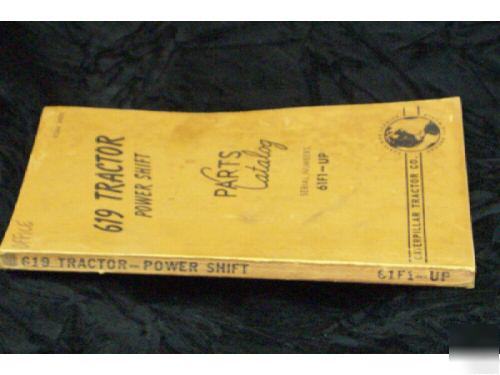 619 TRACTOR
POWER SHIFT
PARTS
Catalog
SERIAL NUMBERS
61F1-UP
CATERPILLAR TRACTOR CO.
619 TRACTOR-POWER SHIFT
61F1-UP